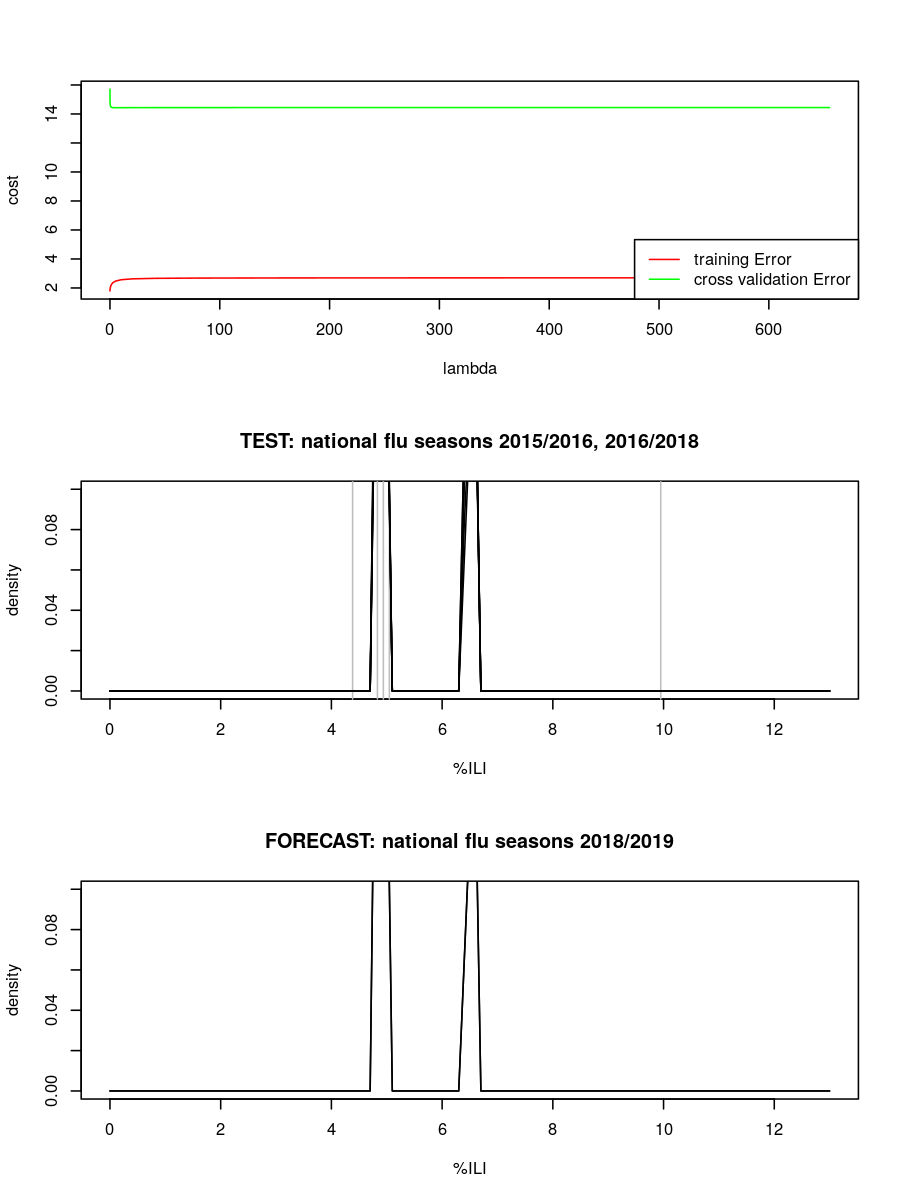 cost
14
10
8
6
4
2
training Error
cross validation Error
0 100 200 300 400 500 600
lambda
TEST: national flu seasons 2015/2016, 2016/2018
density
0.08
0.04
0.00
0 2 4 6 8 10 12
%ILI
FORECAST: national flu seasons 2018/2019
density
0.08
0.04
0.00
0 2 4 6 8 10 12
%ILI